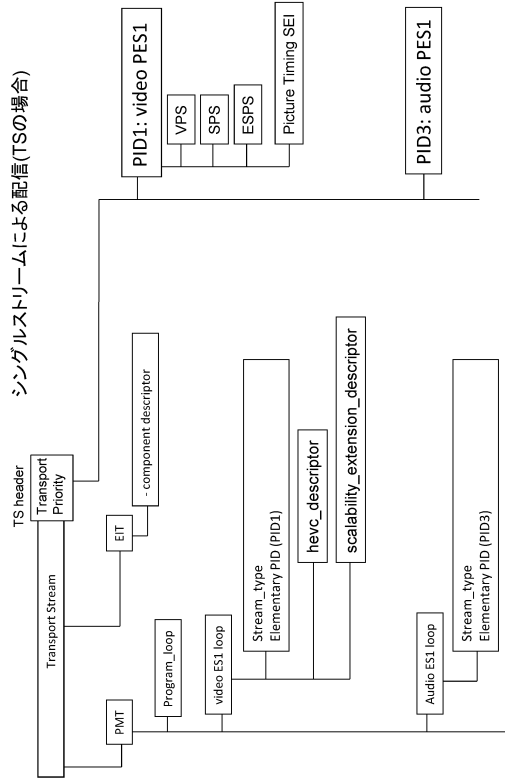 シングルストリームによる配信(TSの場合)
TS header
Transport Stream
Transport
Priority
PMT
EIT
- component descriptor
Program_loop
video ES1 loop
Stream_type
Elementary PID (PID1)
hevc_descriptor
scalability_extension_descriptor
Audio ES1 loop
Stream_type
Elementary PID (PID3)
PID1: video PES1
VPS
SPS
ESPS
Picture Timing SEI
PID3: audio PES1